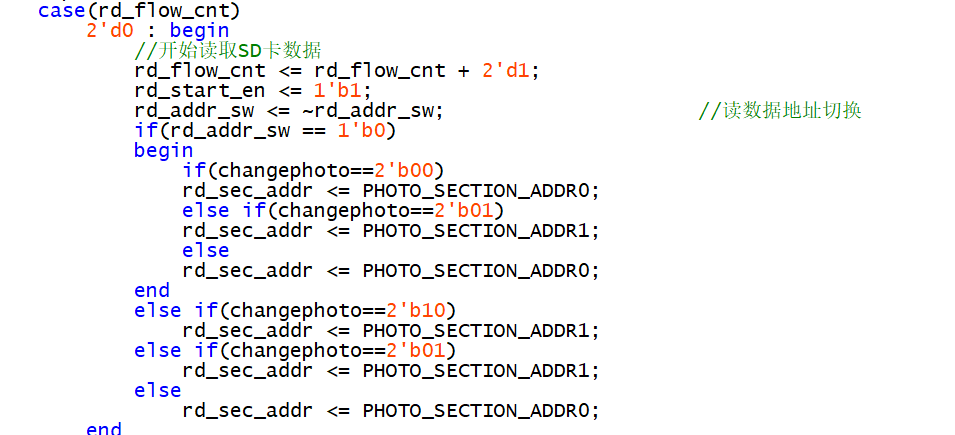 case(rd_flow_cnt)
2'd0 : begin
//开始读取SD卡数据
rd_flow_cnt <= rd_flow_cnt + 2'd1;
rd_start_en <= 1'b1;
rd_addr_sw <= ~rd_addr_sw; //读数据地址切换
if(rd_addr_sw == 1'b0)
begin
if(changephoto==2'b00)
rd_sec_addr <= PHOTO_SECTION_ADDR0;
else if(changephoto==2'b01)
rd_sec_addr <= PHOTO_SECTION_ADDR1;
else
rd_sec_addr <= PHOTO_SECTION_ADDR0;
end
else if(changephoto==2'b10)
rd_sec_addr <= PHOTO_SECTION_ADDR1;
else if(changephoto==2'b01)
rd_sec_addr <= PHOTO_SECTION_ADDR1;
else
rd_sec_addr <= PHOTO_SECTION_ADDR0;
end